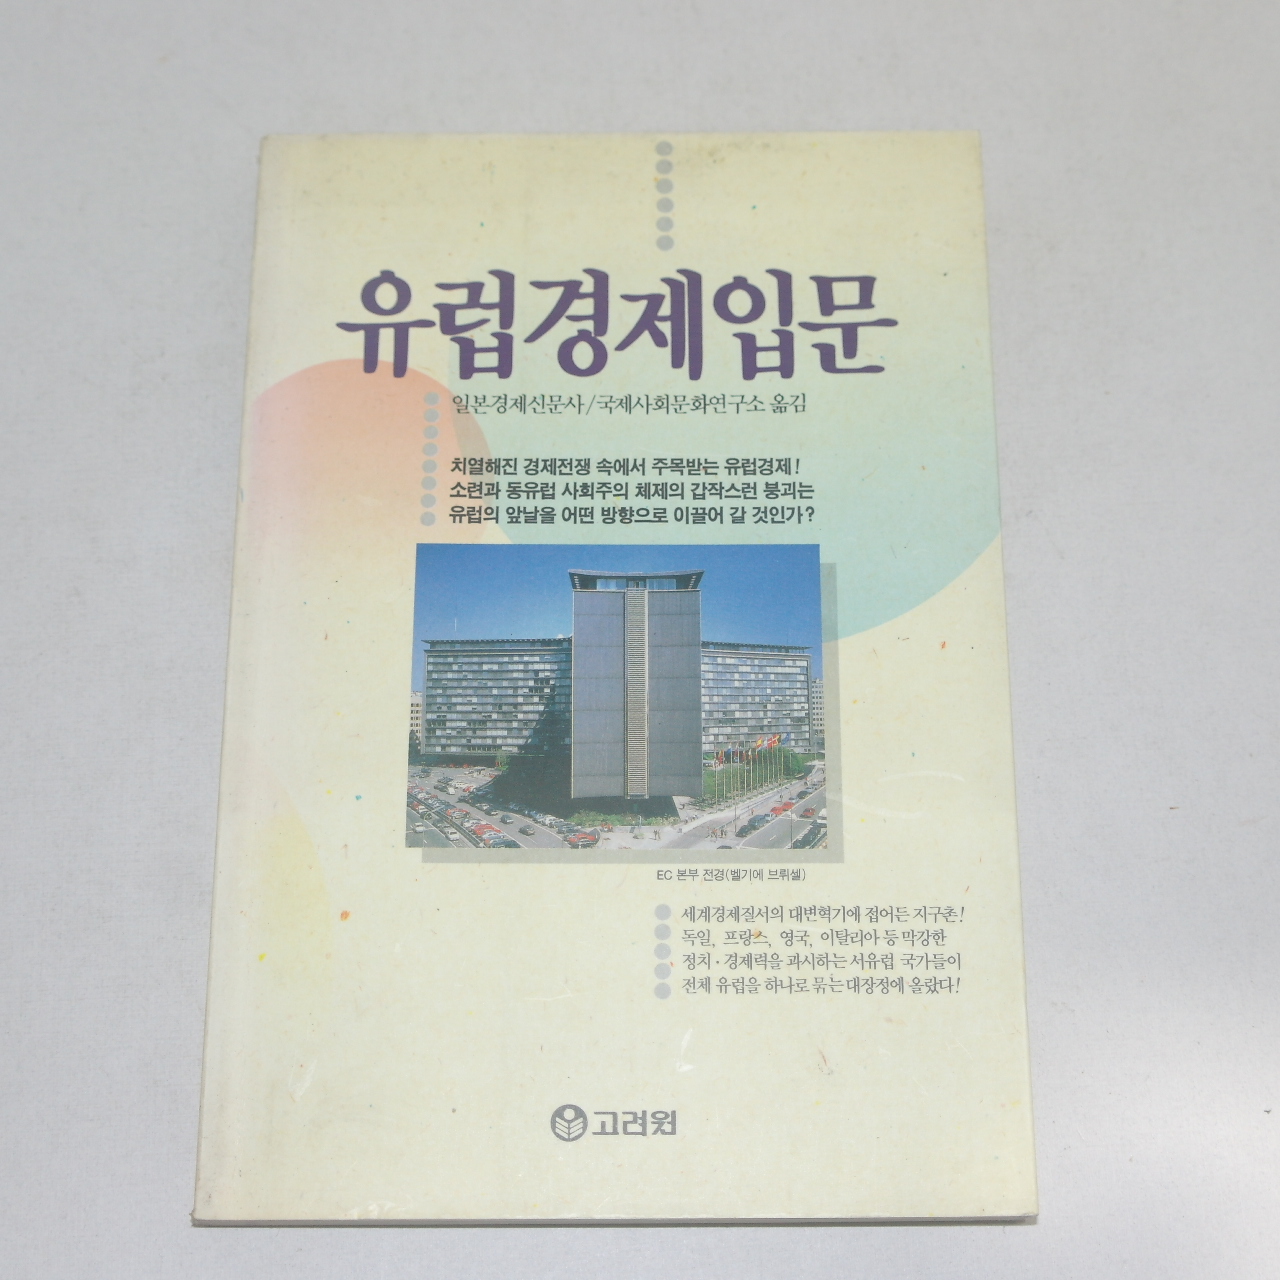 유럽경제입문
일본경제신문사/국제사회문화연구소 옮김
치열해진 경제전쟁 속에서 주목받는 유럽경제!
소련과 동유럽 사회주의 체제의 갑작스런 붕괴는
유럽의 앞날을 어떤 방향으로 이끌어 갈 것인가?
EC 본부 전경(벨기에 브뤼셀)
세계경제질서의 대변혁기에 접어든 지구촌!
독일, 프랑스, 영국, 이탈리아 등 막강한
정치·경제력을 과시하는 서유럽 국가들이
전체 유럽을 하나로 묶는 대장정에 올랐다!
고려원